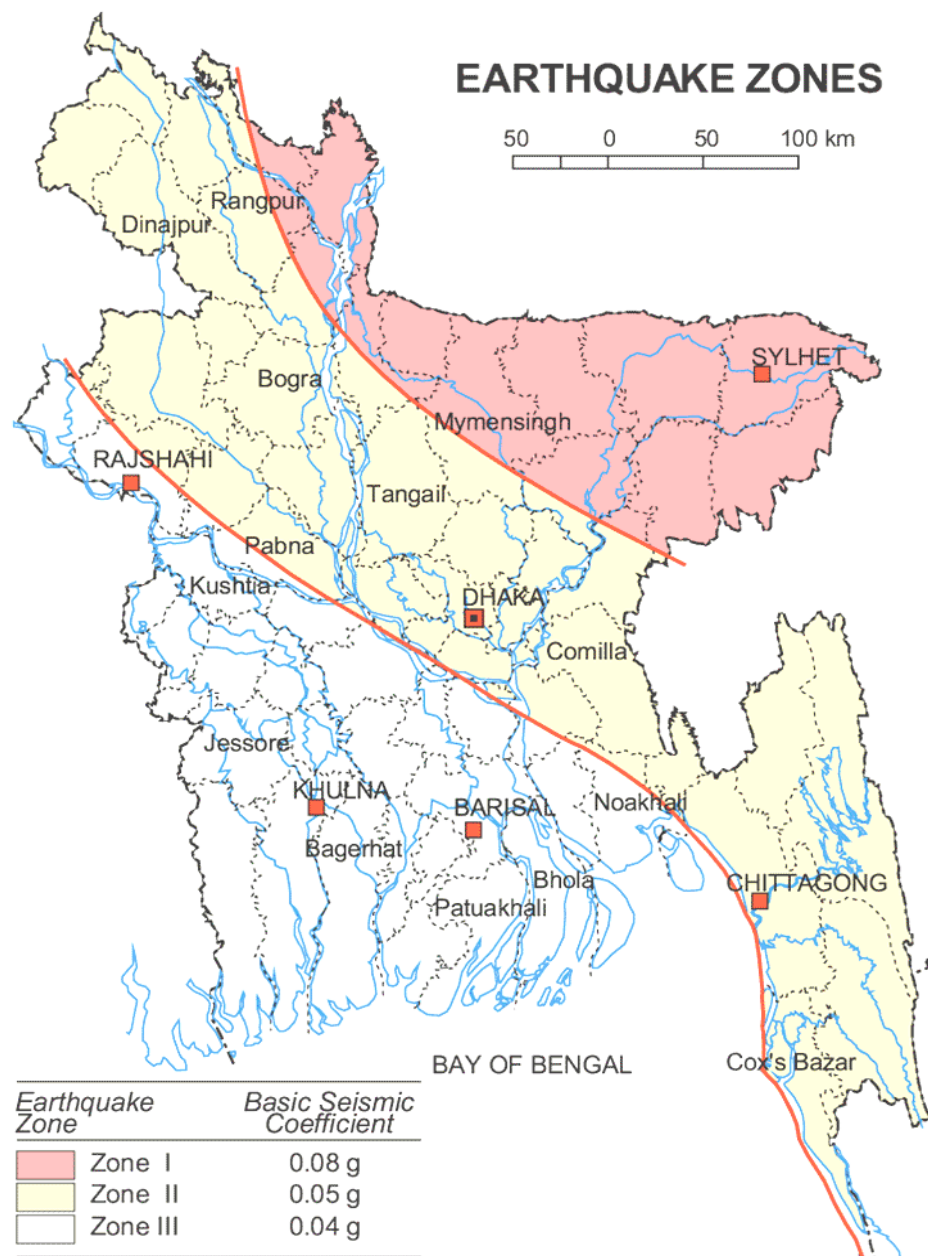 EARTHQUAKE ZONES
50 0 50 100 km
Rangpur
Dinajpur
SYLHET
Bogra
Mymensingh
RAJSHAHI
Tangail
Pabna
Kushtia
DHAKA
Comilla
Jessore
KHULNA
BARISAL
Noakhali
Bagerhat
Bhola
CHITTAGONG
Patuakhali
BAY OF BENGAL
Cox's Bazar
Earthquake Basic Seismic
Zone Coefficient
Zone I 0.08 g
Zone II 0.05 g
Zone III 0.04 g